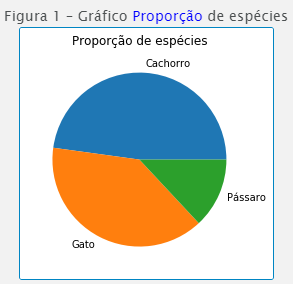 Figura 1 – Gráfico Proporção de espécies
Proporção de espécies
Cachorro
Pássaro
Gato